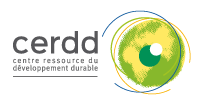 cerdd
centre ressource du
développement durable